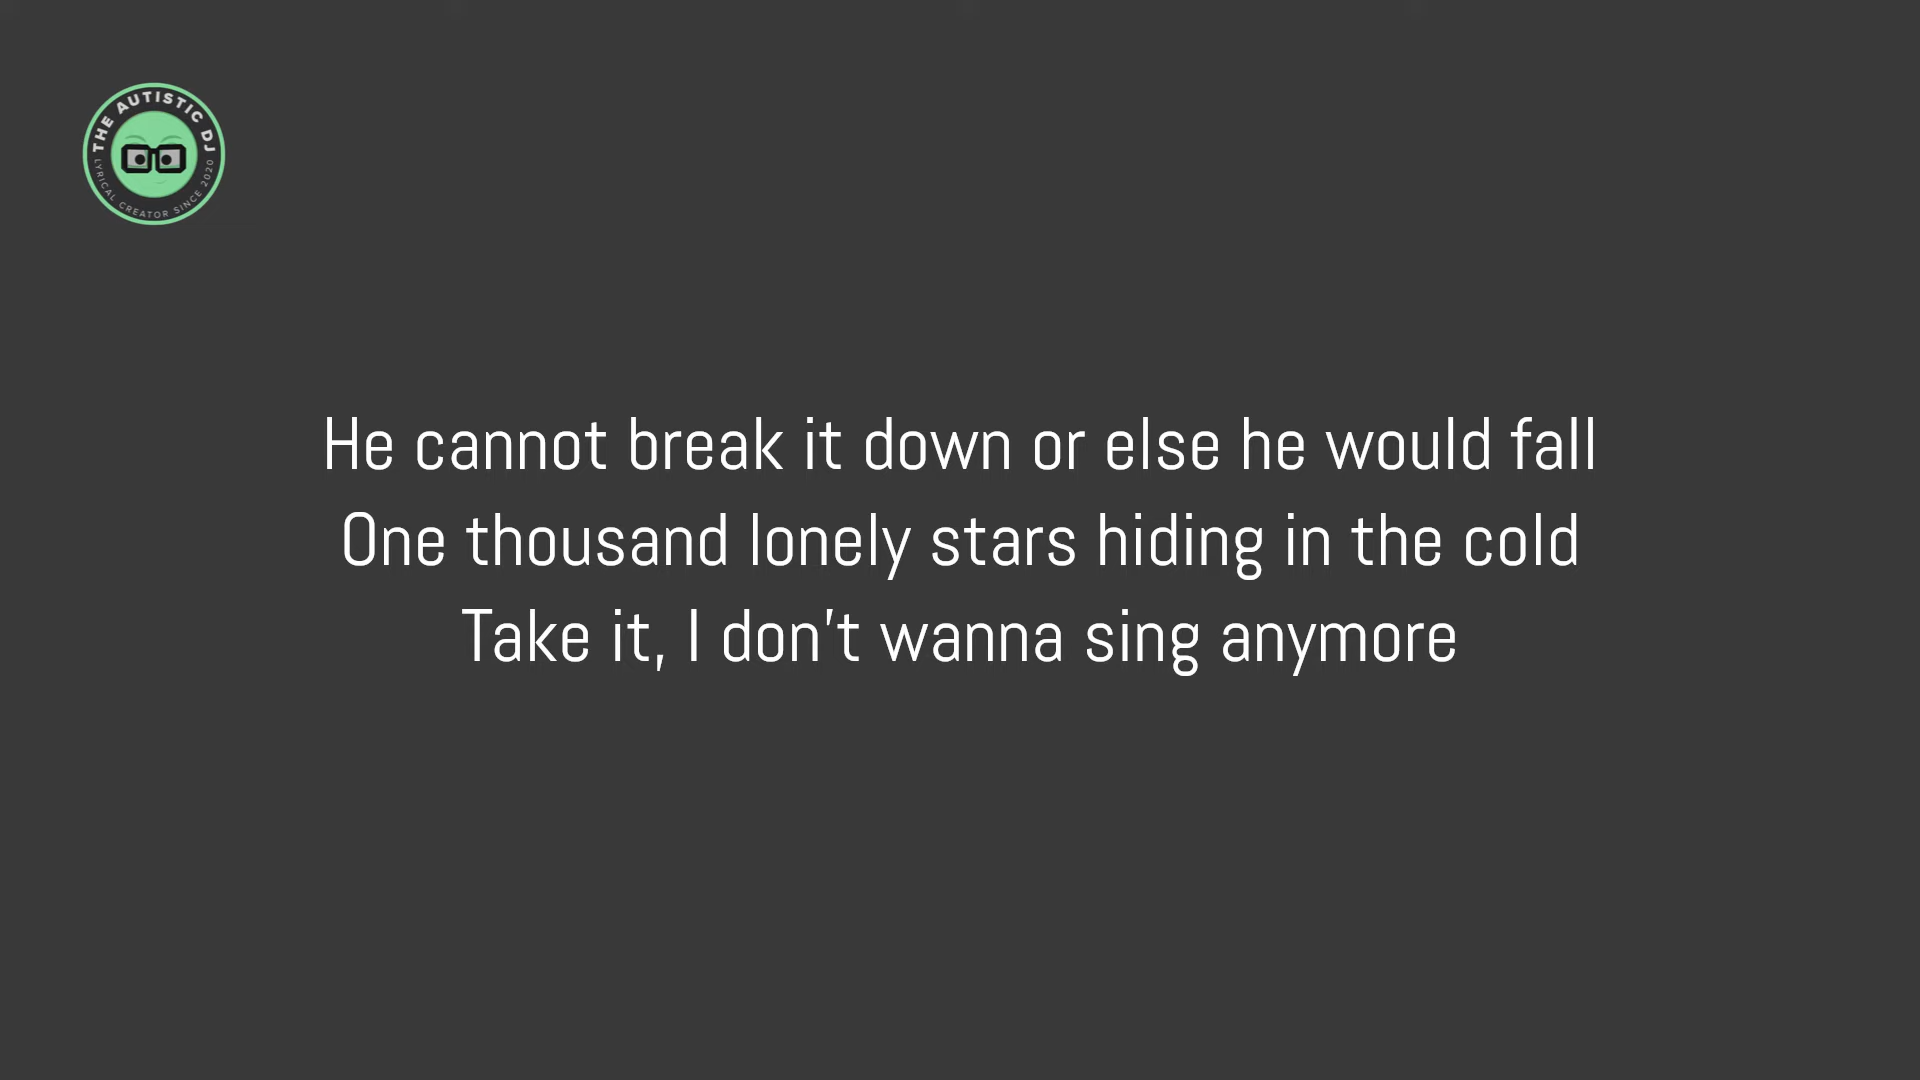 THE AUTISTIC DJ
LYRICAL CREATOR SINCE 2020
He cannot break it down or else he would fall
One thousand lonely stars hiding in the cold
Take it, I don't wanna sing anymore